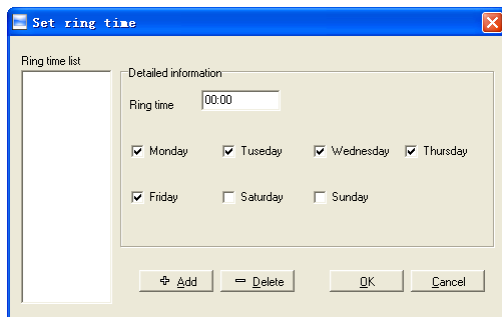 Set ring time
Ring time list
Detailed information
Ring time 00:00
Monday Tuseday Wednesday Thursday
Friday Saturday Sunday
Add Delete OK Cancel